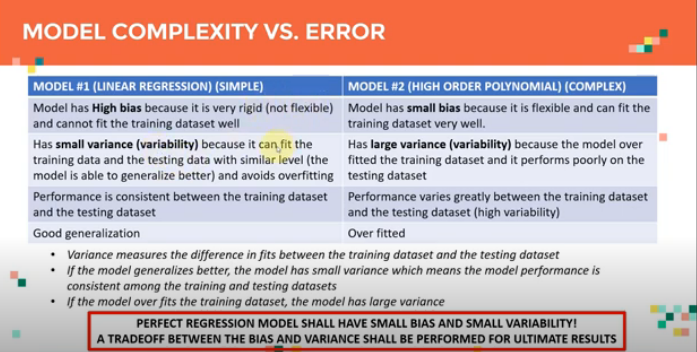 MODEL COMPLEXITY VS. ERROR
MODEL #1 (LINEAR REGRESSION) (SIMPLE)
MODEL #2 (HIGH ORDER POLYNOMIAL) (COMPLEX)
Model has High bias because it is very rigid (not flexible)
and cannot fit the training dataset well
Model has small bias because it is flexible and can fit the
training dataset very well.
Has small variance (variability) because it can fit the
training data and the testing data with similar level (the
model is able to generalize better) and avoids overfitting
Has large variance (variability) because the model over
fitted the training dataset and it performs poorly on the
testing dataset
Performance is consistent between the training dataset
and the testing dataset
Performance varies greatly between the training dataset
and the testing dataset (high variability)
Good generalization
Over fitted
• Variance measures the difference in fits between the training dataset and the testing dataset
• If the model generalizes better, the model has small variance which means the model performance is
consistent among the training and testing datasets
• If the model over fits the training dataset, the model has large variance
PERFECT REGRESSION MODEL SHALL HAVE SMALL BIAS AND SMALL VARIABILITY!
A TRADEOFF BETWEEN THE BIAS AND VARIANCE SHALL BE PERFORMED FOR ULTIMATE RESULTS